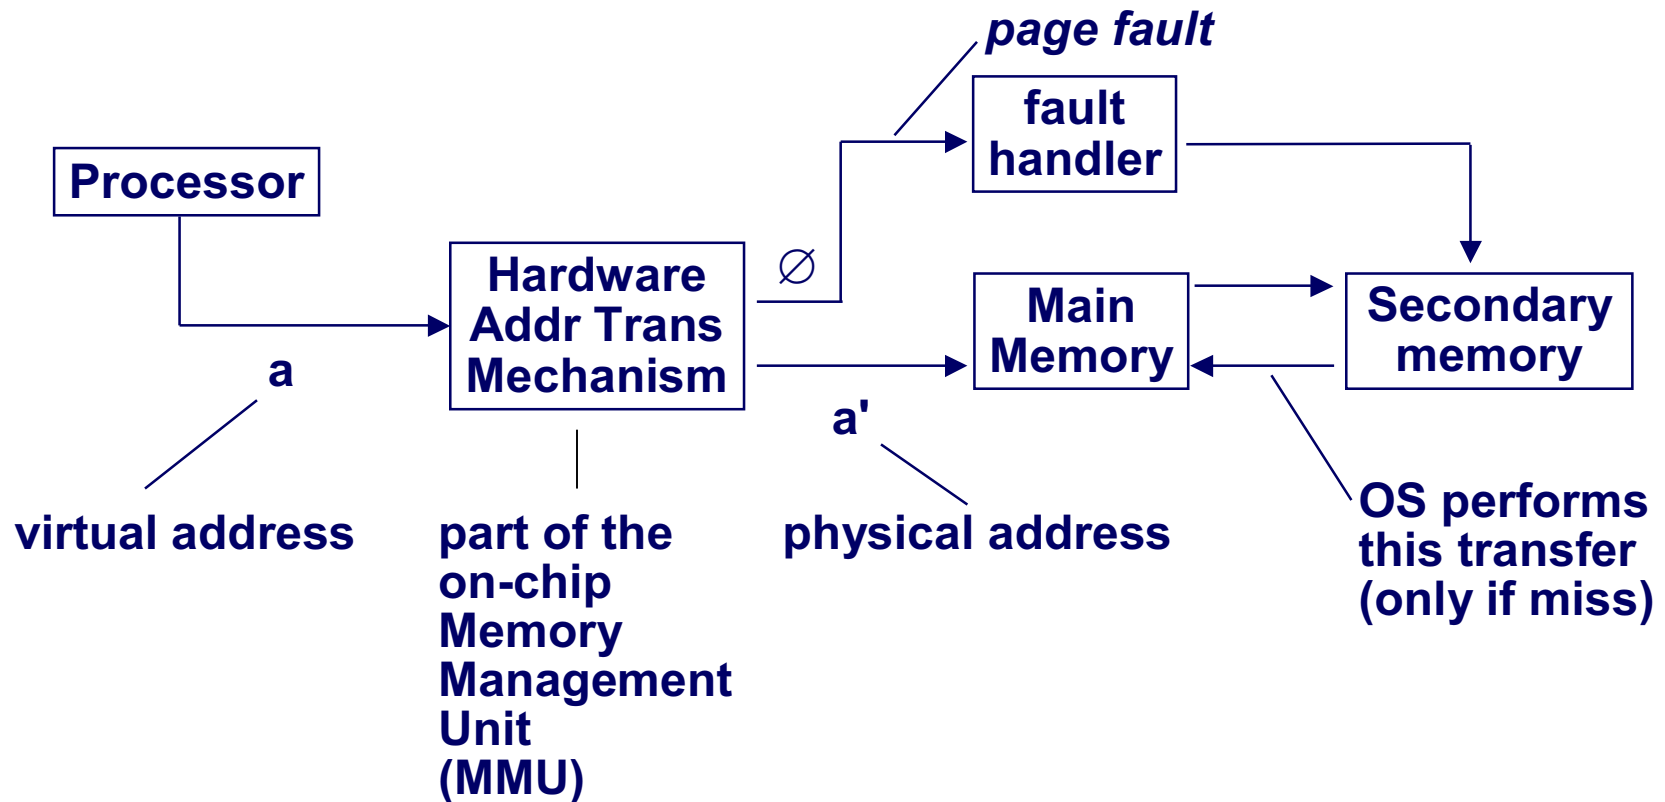 page fault
fault
handler
Processor
Hardware
Addr Trans
Mechanism
∅
Main
Memory
Secondary
memory
a
a'
virtual address
part of the
on-chip
Memory
Management
Unit
(MMU)
physical address
OS performs
this transfer
(only if miss)